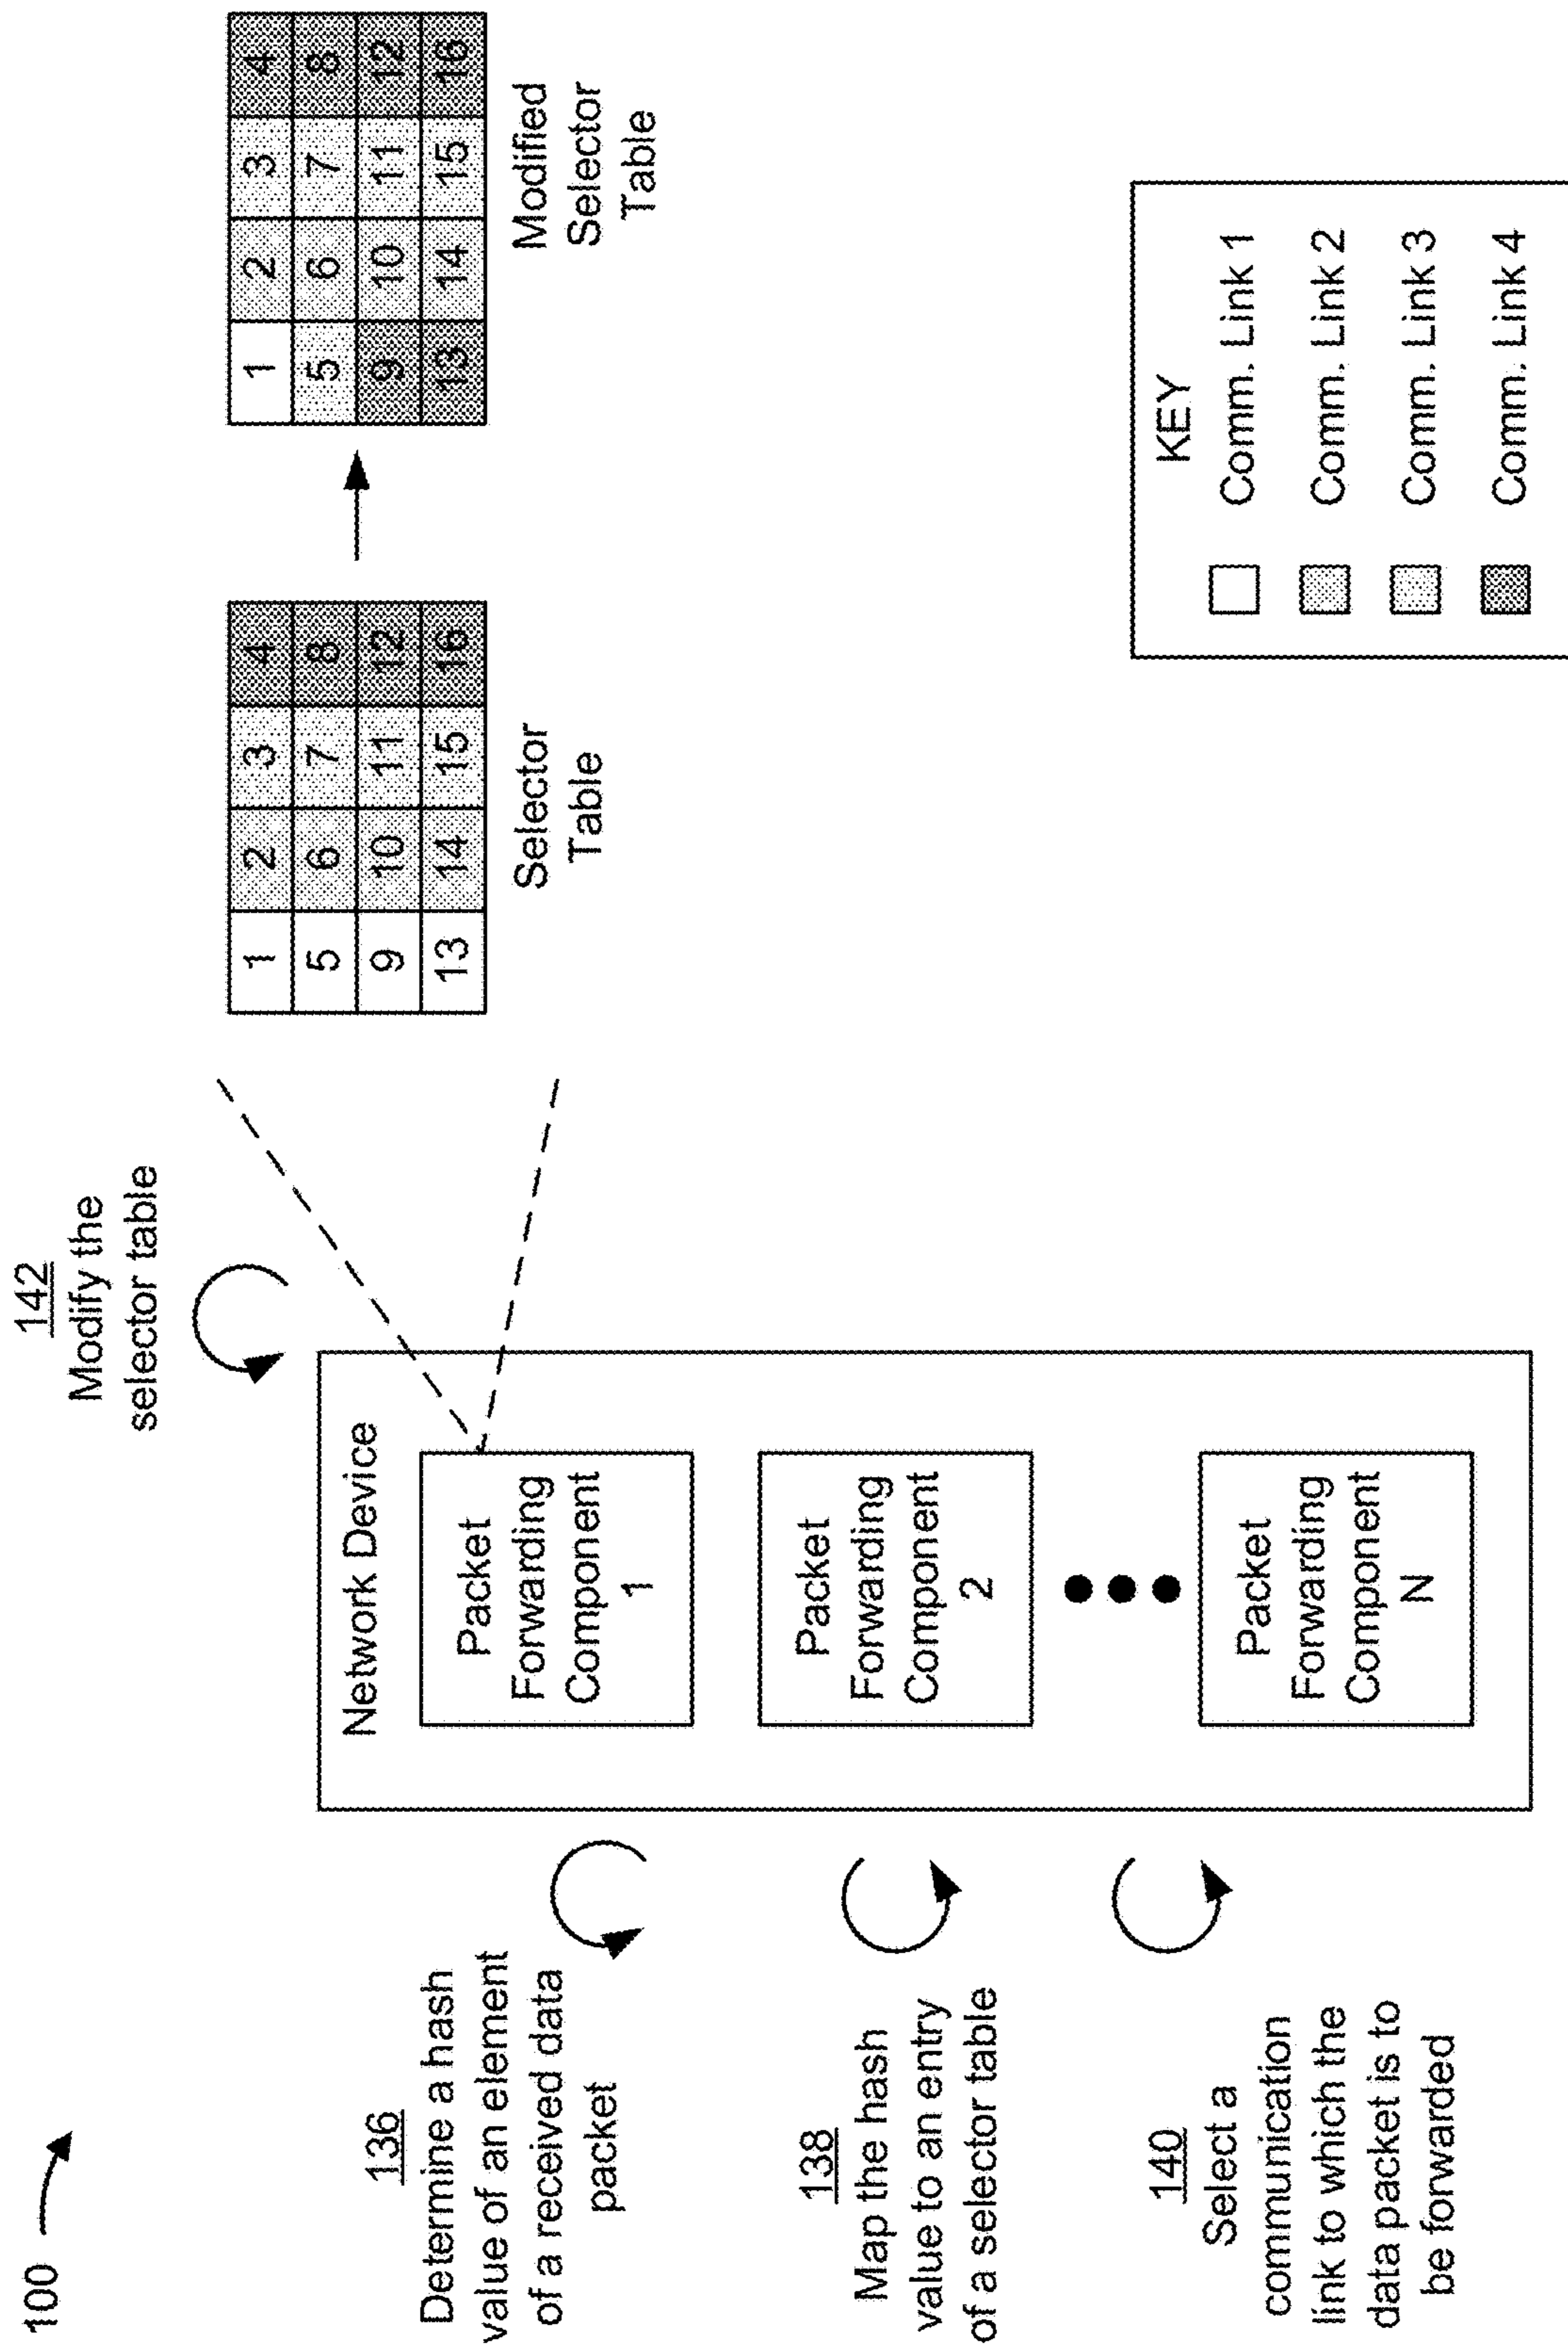 100
136
Determine a hash
value of an element
of a received data
packet
138
Map the hash
value to an entry
of a selector table
140
Select a
communication
link to which the
data packet is to
be forwarded
142
Modify the
selector table
Network Device
Packet
Forwarding
Component
1
Packet
Forwarding
Component
2
Packet
Forwarding
Component
N
1 2 3 4
5 6 7 8
9 10 11 12
13 14 15 16
Selector
Table
1 2 3 4
5 6 7 8
9 10 11 12
13 14 15 16
Modified
Selector
Table
KEY
Comm. Link 1
Comm. Link 2
Comm. Link 3
Comm. Link 4